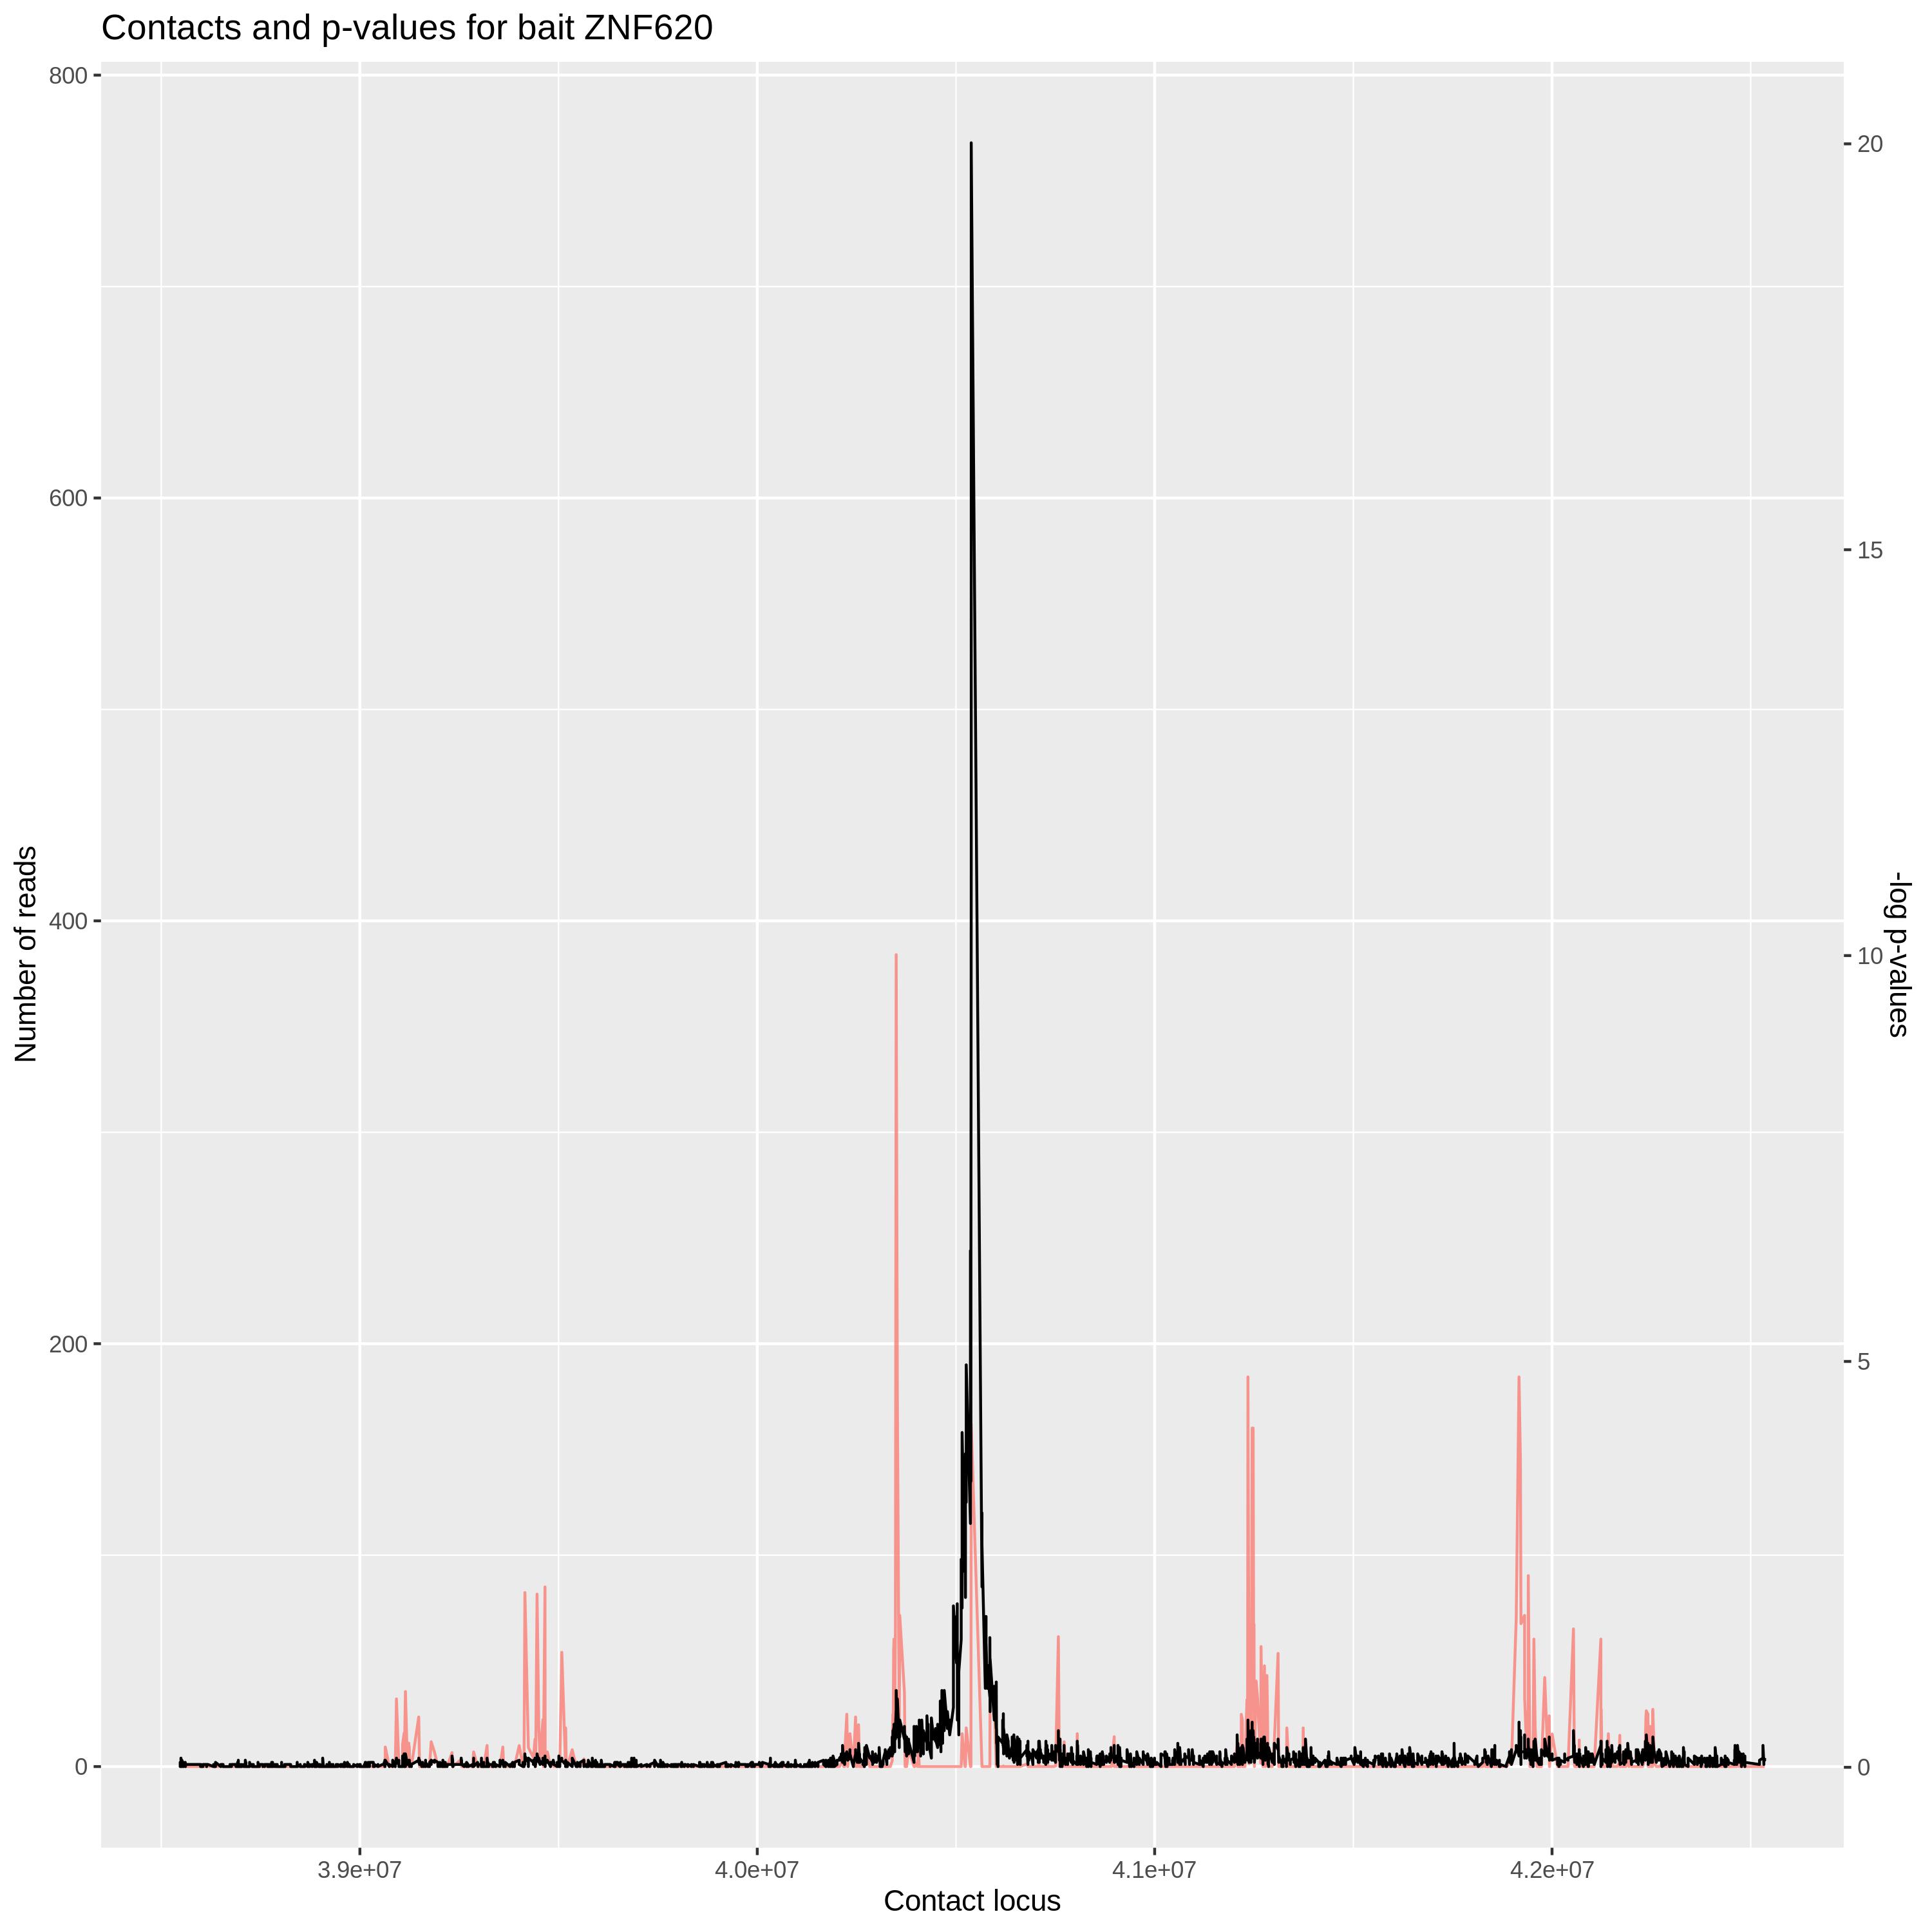 Contacts and p-values for bait ZNF620
800
600
400
200
0
Number of reads
20
15
10
5
0
-log p-values
3.9e+07
4.0e+07
4.1e+07
4.2e+07
Contact locus